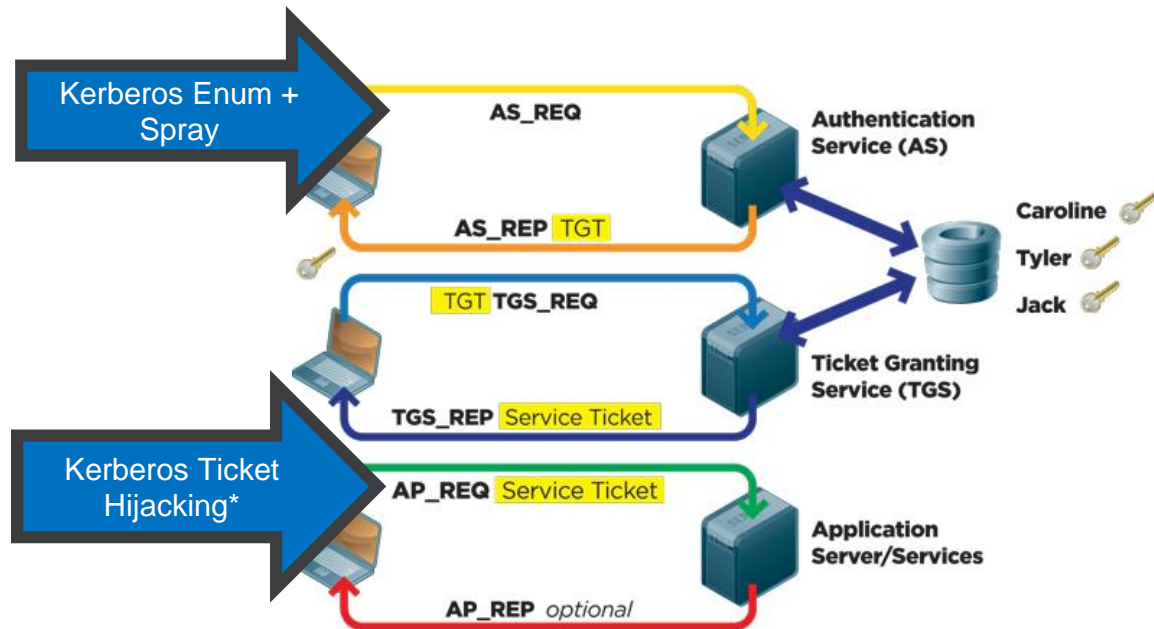 Kerberos Enum +
Spray
AS_REQ
Authentication
Service (AS)
AS_REP TGT
Caroline
Tyler
Jack
TGT TGS_REQ
Ticket Granting
Service (TGS)
TGS_REP Service Ticket
Kerberos Ticket
Hijacking*
AP_REQ Service Ticket
Application
Server/Services
AP_REP optional